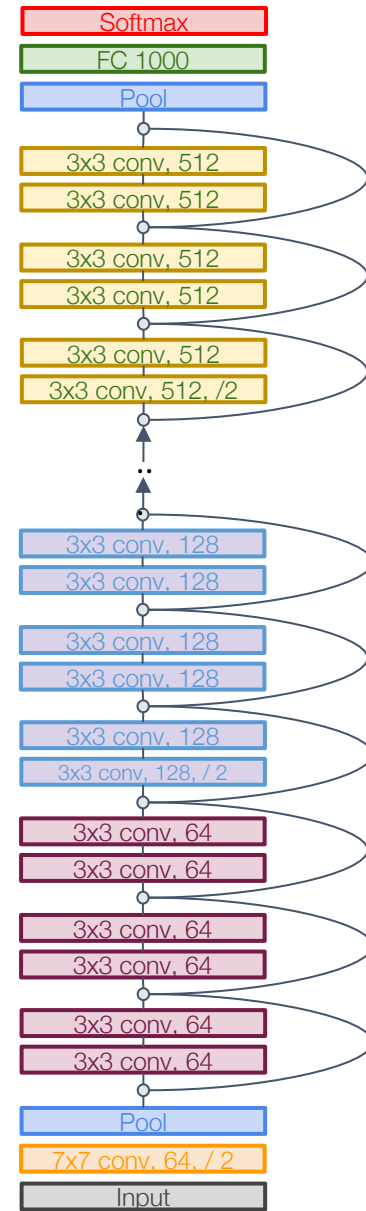 Softmax
FC 1000
Pool
3x3 conv, 512
3x3 conv, 512
3x3 conv, 512
3x3 conv, 512
3x3 conv, 512
3x3 conv, 512, /2
..
.
3x3 conv, 128
3x3 conv, 128
3x3 conv, 128
3x3 conv, 128
3x3 conv, 128
3x3 conv, 128, / 2
3x3 conv, 64
3x3 conv, 64
3x3 conv, 64
3x3 conv, 64
3x3 conv, 64
3x3 conv, 64
Pool
7x7 conv, 64, / 2
Input